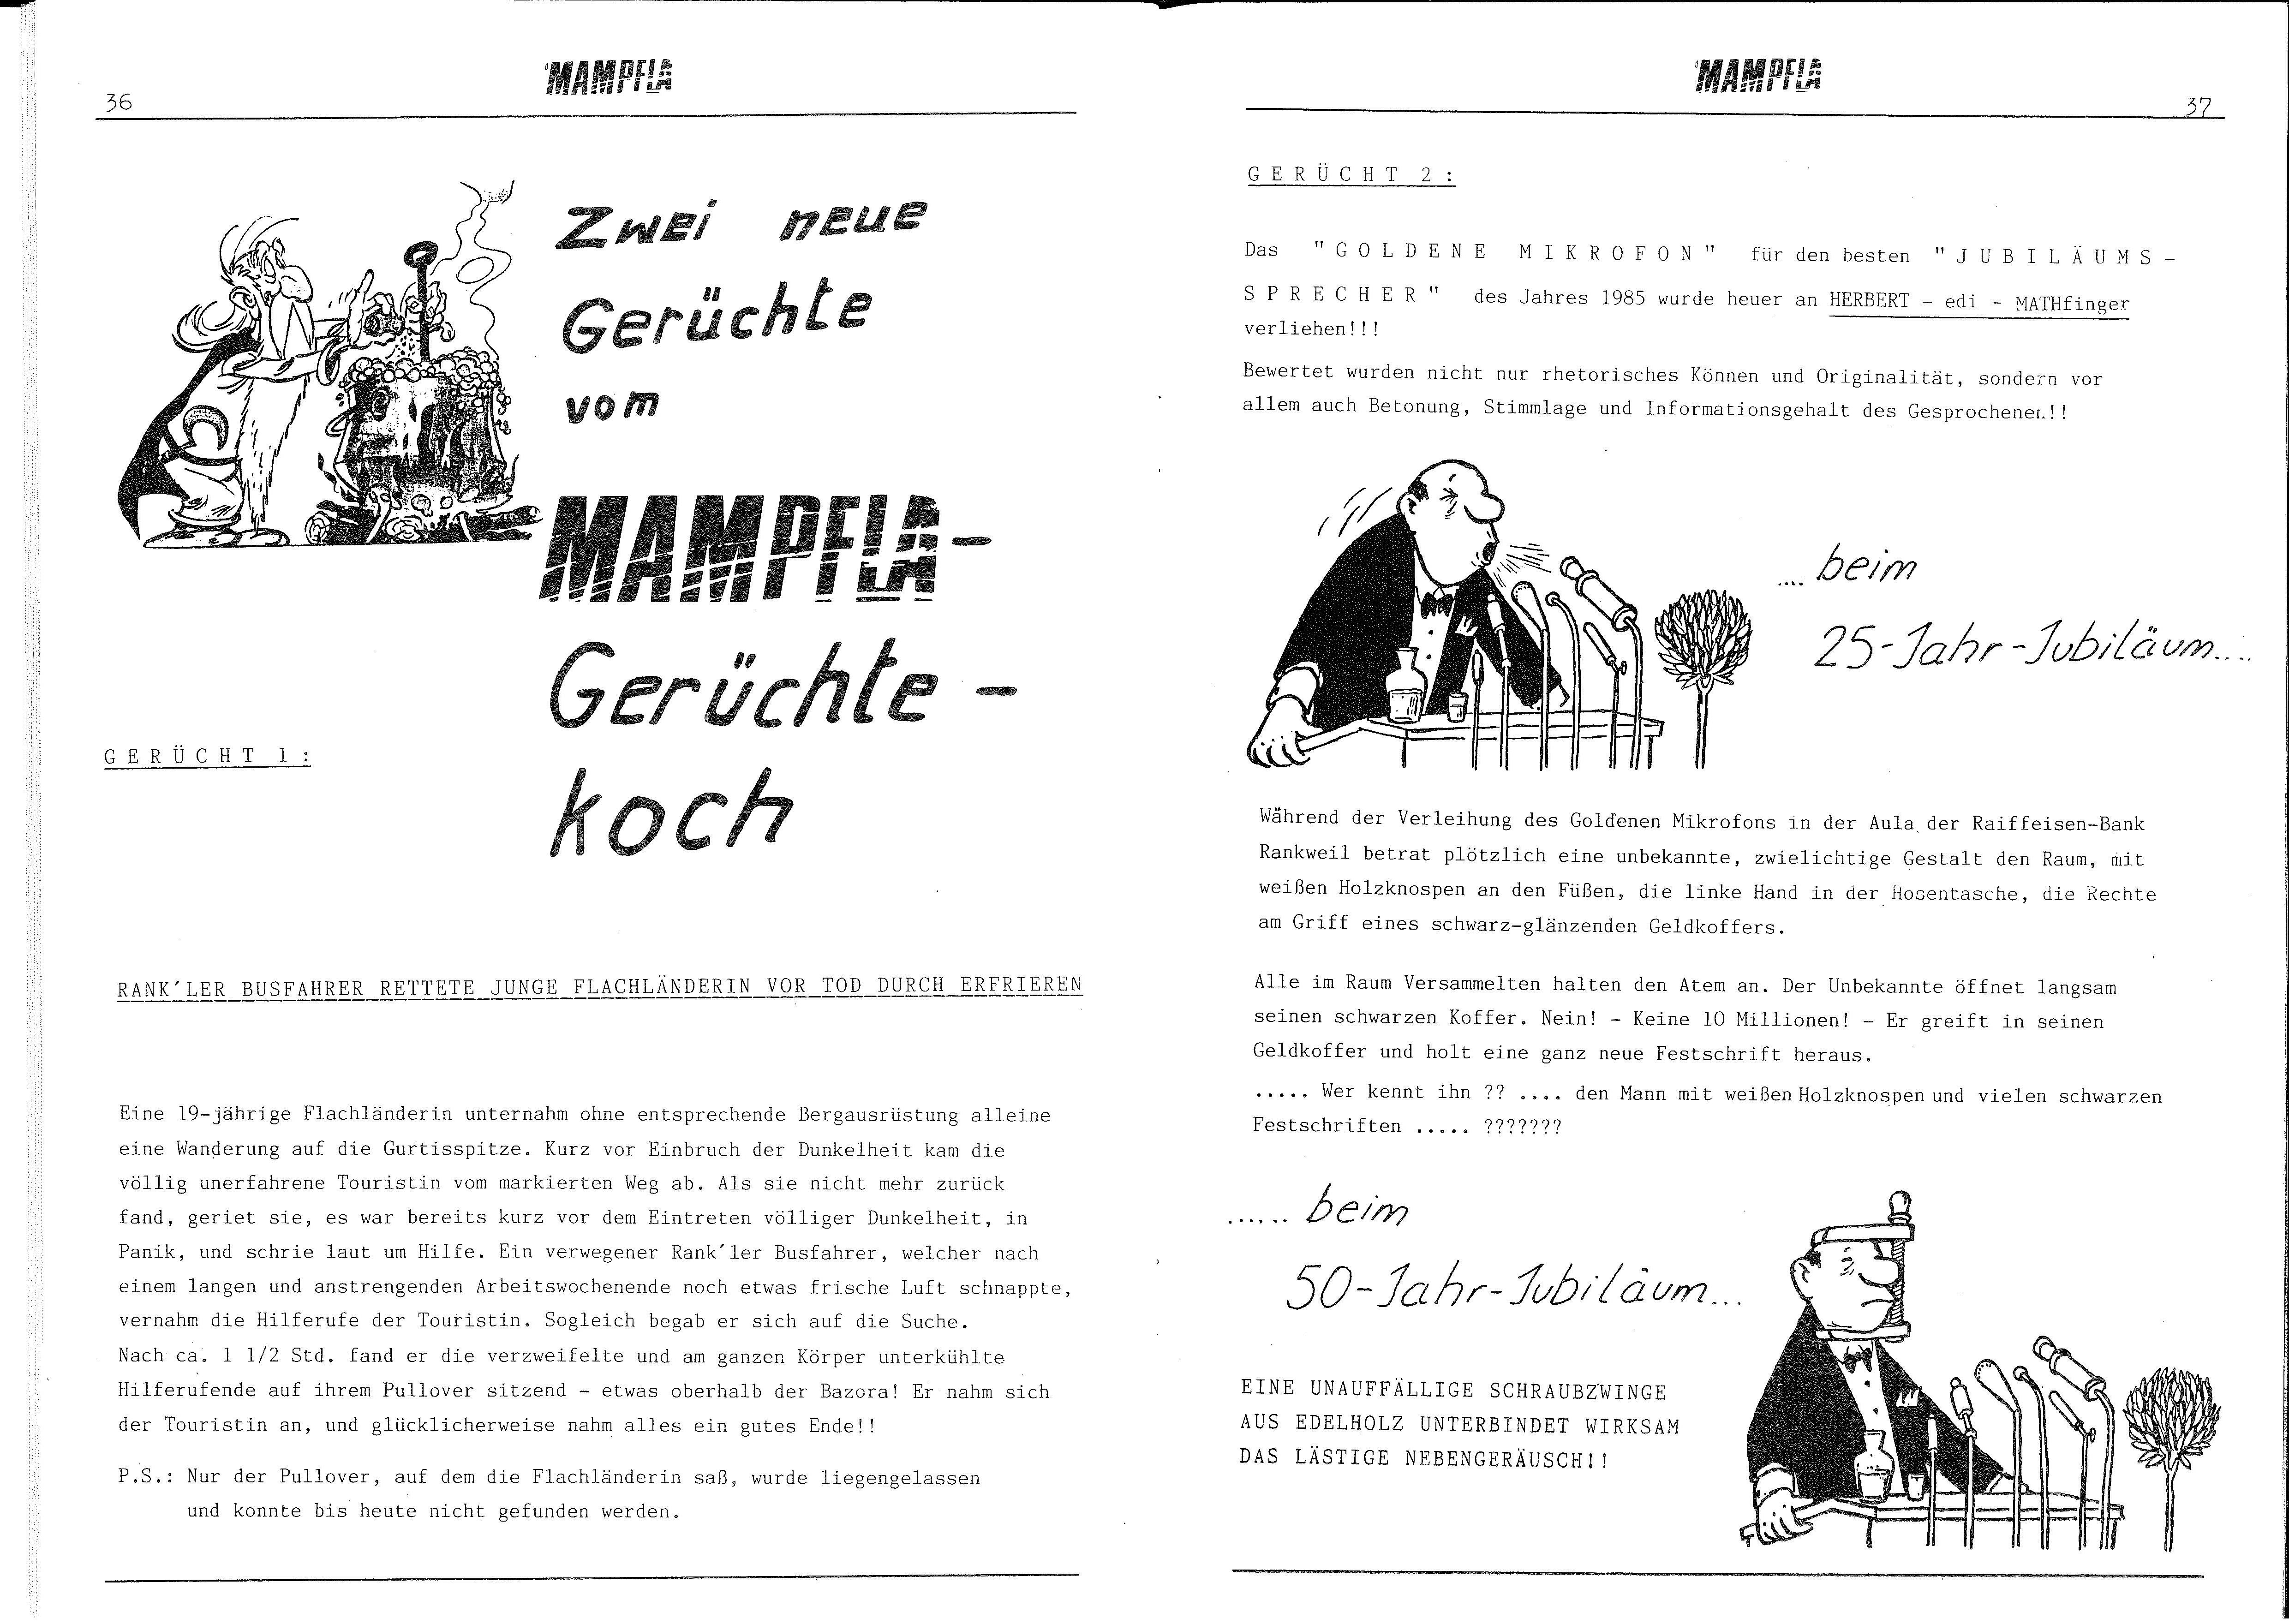 'MAMPFLA
36
Zwei neue
Gerüchte
vom
MAMPFLA-
Gerüchte-
koch
GERÜCHT 1:
RANK'LER BUSFAHRER RETTETE JUNGE FLACHLÄNDERIN VOR TOD DURCH ERFRIEREN
Eine 19-jährige Flachländerin unternahm ohne entsprechende Bergausrüstung alleine
eine Wanderung auf die Gurtisspitze. Kurz vor Einbruch der Dunkelheit kam die
völlig unerfahrene Touristin vom markierten Weg ab. Als sie nicht mehr zurück
fand, geriet sie, es war bereits kurz vor dem Eintreten völliger Dunkelheit, in
Panik, und schrie laut um Hilfe. Ein verwegener Rank'ler Busfahrer, welcher nach
einem langen und anstrengenden Arbeitswochenende noch etwas frische Luft schnappte,
vernahm die Hilferufe der Touristin. Sogleich begab er sich auf die Suche.
Nach ca. 1 1/2 Std. fand er die verzweifelte und am ganzen Körper unterkühlte
Hilferufende auf ihrem Pullover sitzend - etwas oberhalb der Bazora! Er nahm sich
der Touristin an, und glücklicherweise nahm alles ein gutes Ende!!
P.S.: Nur der Pullover, auf dem die Flachländerin saß, wurde liegengelassen
und konnte bis heute nicht gefunden werden.
'MAMPFLA
37
GERÜCHT 2:
Das "GOLDENE MIKROFON" für den besten "JUBILÄUMS-
SPRECHER" des Jahres 1985 wurde heuer an HERBERT - edi - MATHfinger
verliehen!!!
Bewertet wurden nicht nur rhetorisches Können und Originalität, sondern vor
allem auch Betonung, Stimmlage und Informationsgehalt des Gesprochenen!!
.... beim
25-Jahr-Jubiläum....
Während der Verleihung des Goldenen Mikrofons in der Aula der Raiffeisen-Bank
Rankweil betrat plötzlich eine unbekannte, zwielichtige Gestalt den Raum, mit
weißen Holzknospen an den Füßen, die linke Hand in der Hosentasche, die Rechte
am Griff eines schwarz-glänzenden Geldkoffers.
Alle im Raum Versammelten halten den Atem an. Der Unbekannte öffnet langsam
seinen schwarzen Koffer. Nein! - Keine 10 Millionen! - Er greift in seinen
Geldkoffer und holt eine ganz neue Festschrift heraus.
..... Wer kennt ihn ?? .... den Mann mit weißen Holzknospen und vielen schwarzen
Festschriften ..... ???????
...... beim
50-Jahr-Jubiläum...
EINE UNAUFFÄLLIGE SCHRAUBZWINGE
AUS EDELHOLZ UNTERBINDET WIRKSAM
DAS LÄSTIGE NEBENGERÄUSCH!!